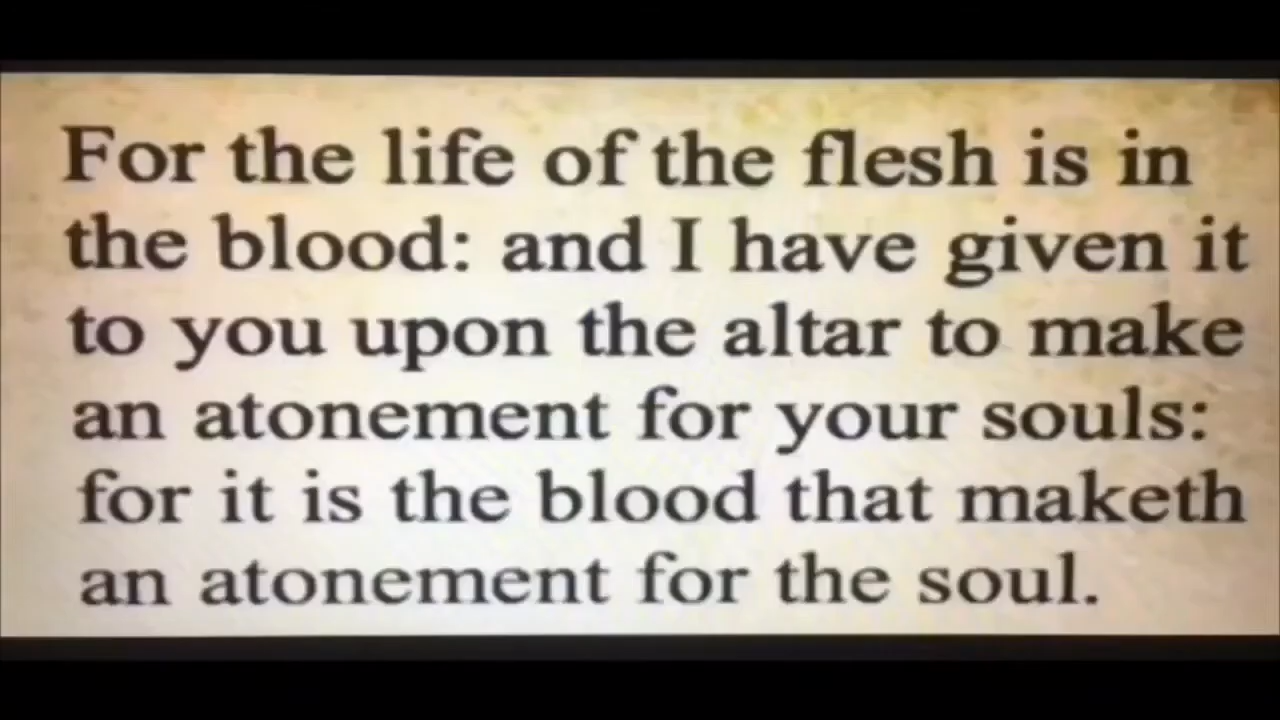 For the life of the flesh is in
the blood: and I have given it
to you upon the altar to make
an atonement for your souls:
for it is the blood that maketh
an atonement for the soul.